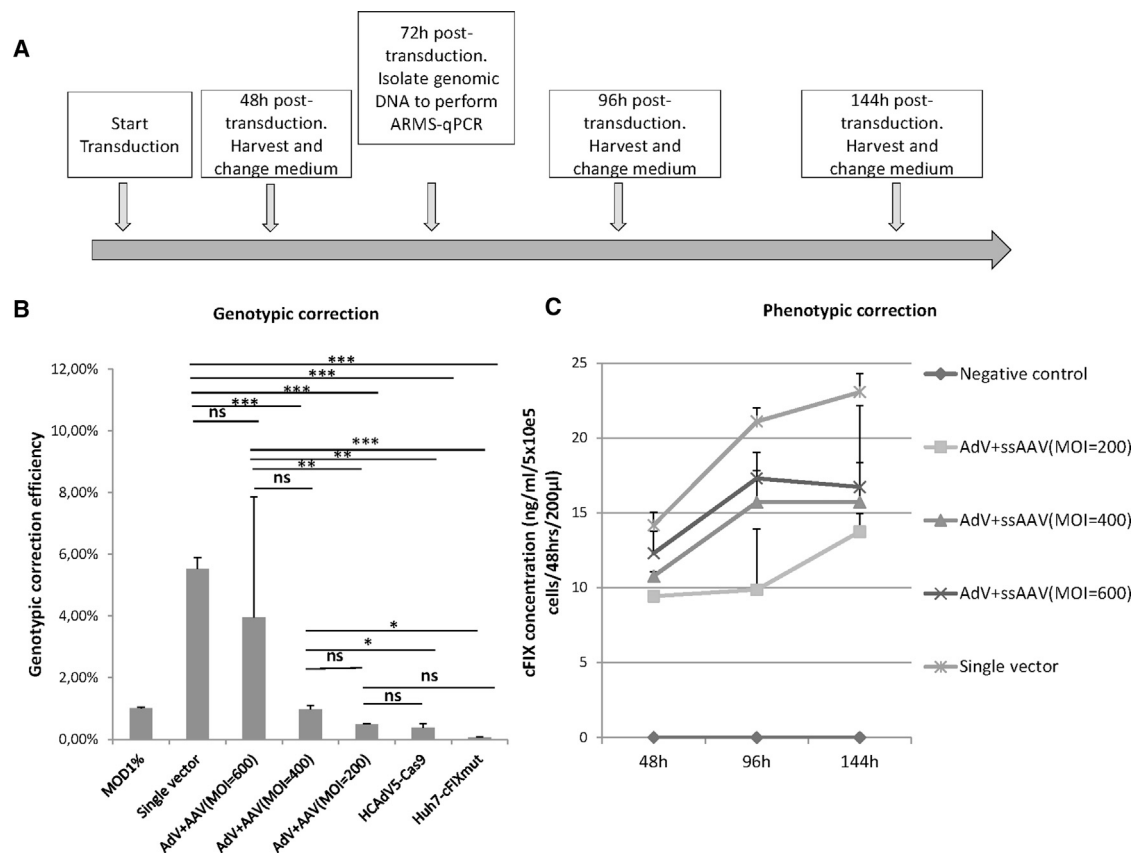 A
Start
Transduction
48h post-
transduction.
Harvest and
change medium
72h post-
transduction.
Isolate genomic
DNA to perform
ARMS-qPCR
96h post-
transduction.
Harvest and
change medium
144h post-
transduction.
Harvest and
change medium
B
Genotypic correction
Genotypic correction efficiency
12,00%
10,00%
8,00%
6,00%
4,00%
2,00%
0,00%
***
***
***
***
ns
***
**
**
ns
*
*
ns
ns
ns
MOD1%
Single vector
AdV+AAV(MOI=600)
AdV+AAV(MOI=400)
AdV+AAV(MOI=200)
HCAdV5-Cas9
Huh7-cFIXmut
C
Phenotypic correction
cFIX concentration (ng/ml/5x10e5
cells/48hrs/200µl)
25
20
15
10
5
0
48h
96h
144h
Negative control
AdV+ssAAV(MOI=200)
AdV+ssAAV(MOI=400)
AdV+ssAAV(MOI=600)
Single vector